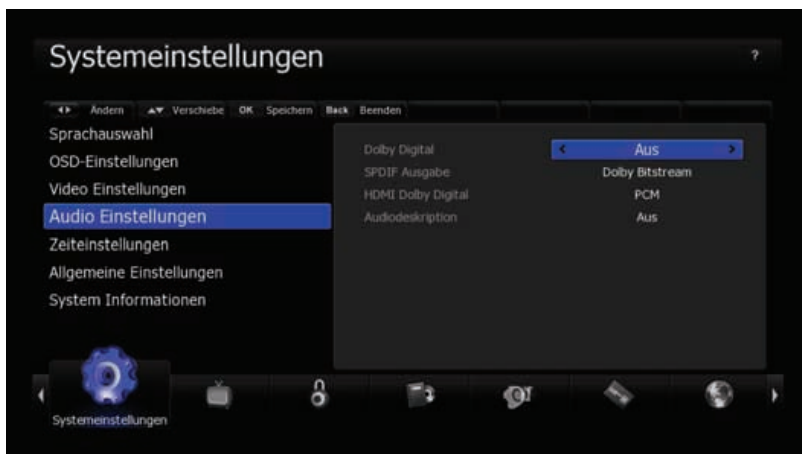 Systemeinstellungen
?
Ändern Verschiebe OK Speichern Back Beenden
Sprachauswahl
OSD-Einstellungen
Video Einstellungen
Audio Einstellungen
Zeiteinstellungen
Allgemeine Einstellungen
System Informationen
Dolby Digital Aus
SPDIF Ausgabe Dolby Bitstream
HDMI Dolby Digital PCM
Audiodeskription Aus
Systemeinstellungen